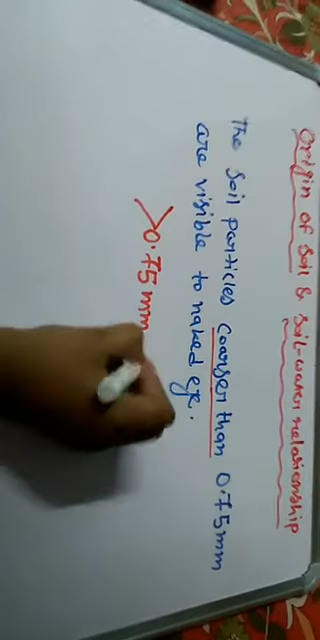 Origin of Soil & Soil-water relationship
The Soil particles Coarser than 0.75mm
are visible to naked eye.
>0.75mm